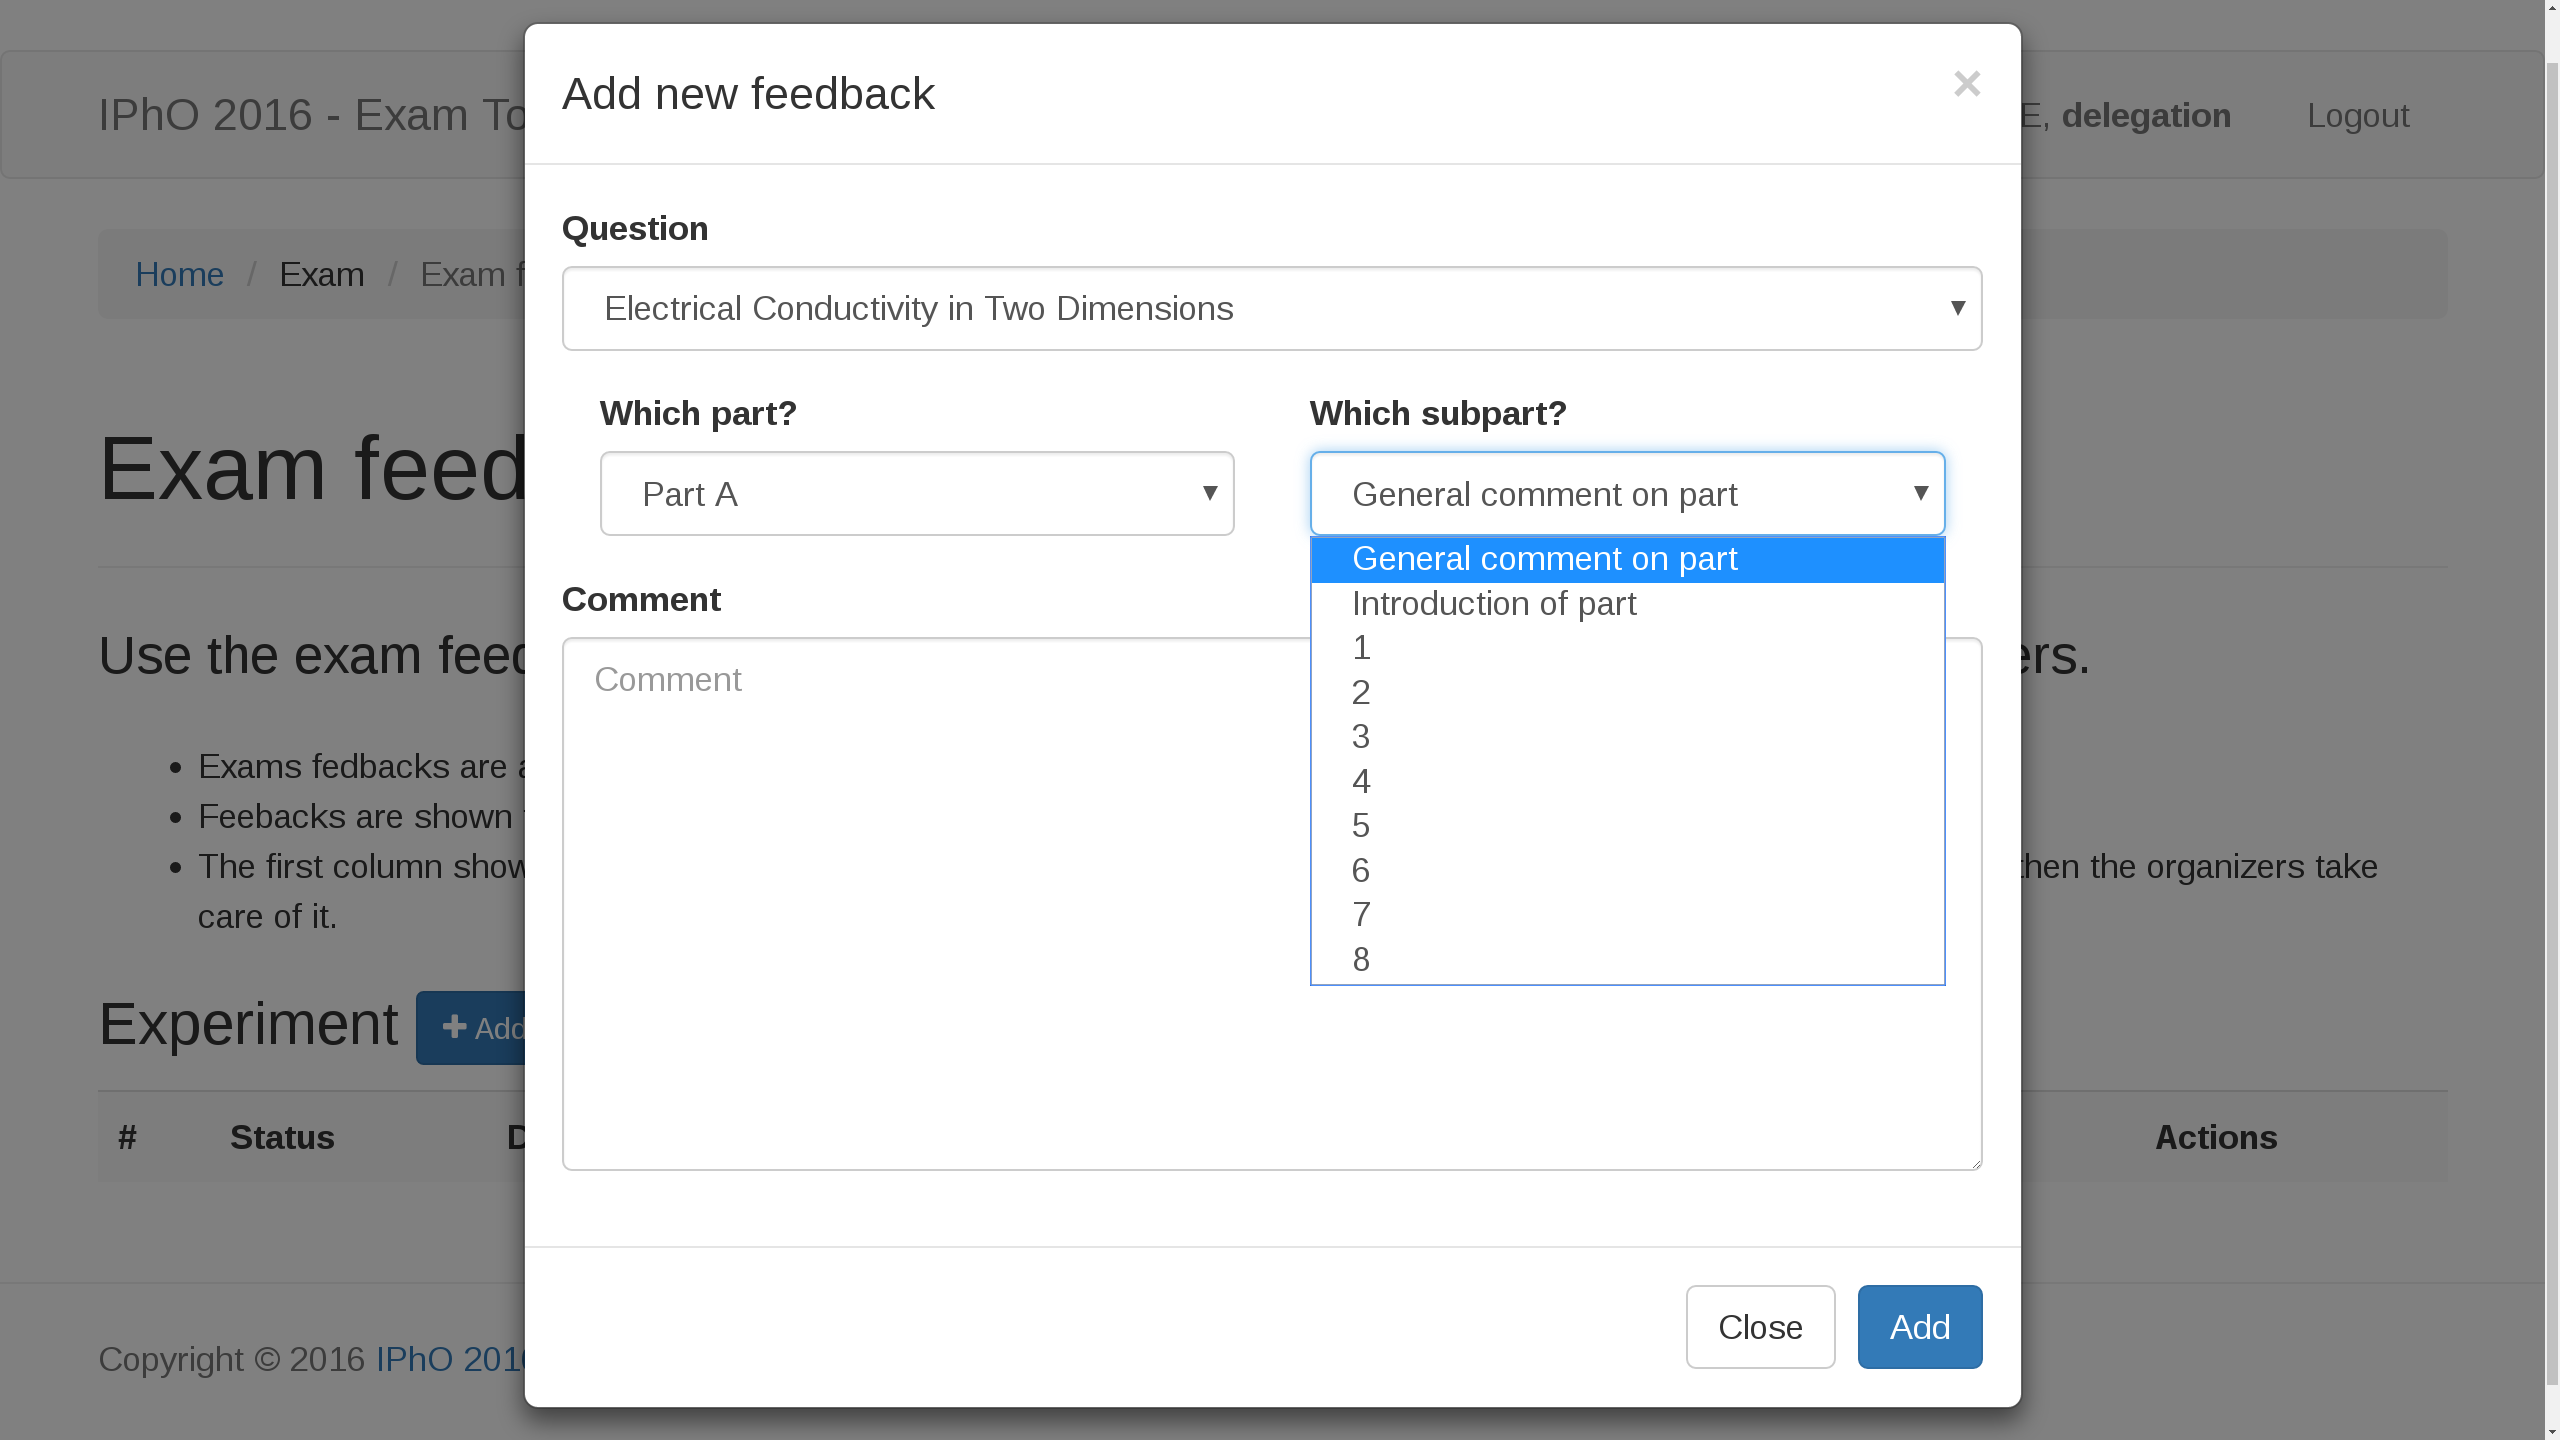 Add new feedback
×
IPhO 2016 - Exam To
E, delegation
Logout
Home / Exam / Exam f
Question
Electrical Conductivity in Two Dimensions
Which part?
Which subpart?
Part A
General comment on part
General comment on part
Introduction of part
1
2
3
4
5
6
7
8
Comment
Comment
Exam feed
Use the exam feed
ers.
Exams fedbacks are a
Feebacks are shown
The first column show
then the organizers take
care of it.
Experiment
Add
#
Status
D
Actions
Close
Add
Copyright © 2016 IPhO 2016